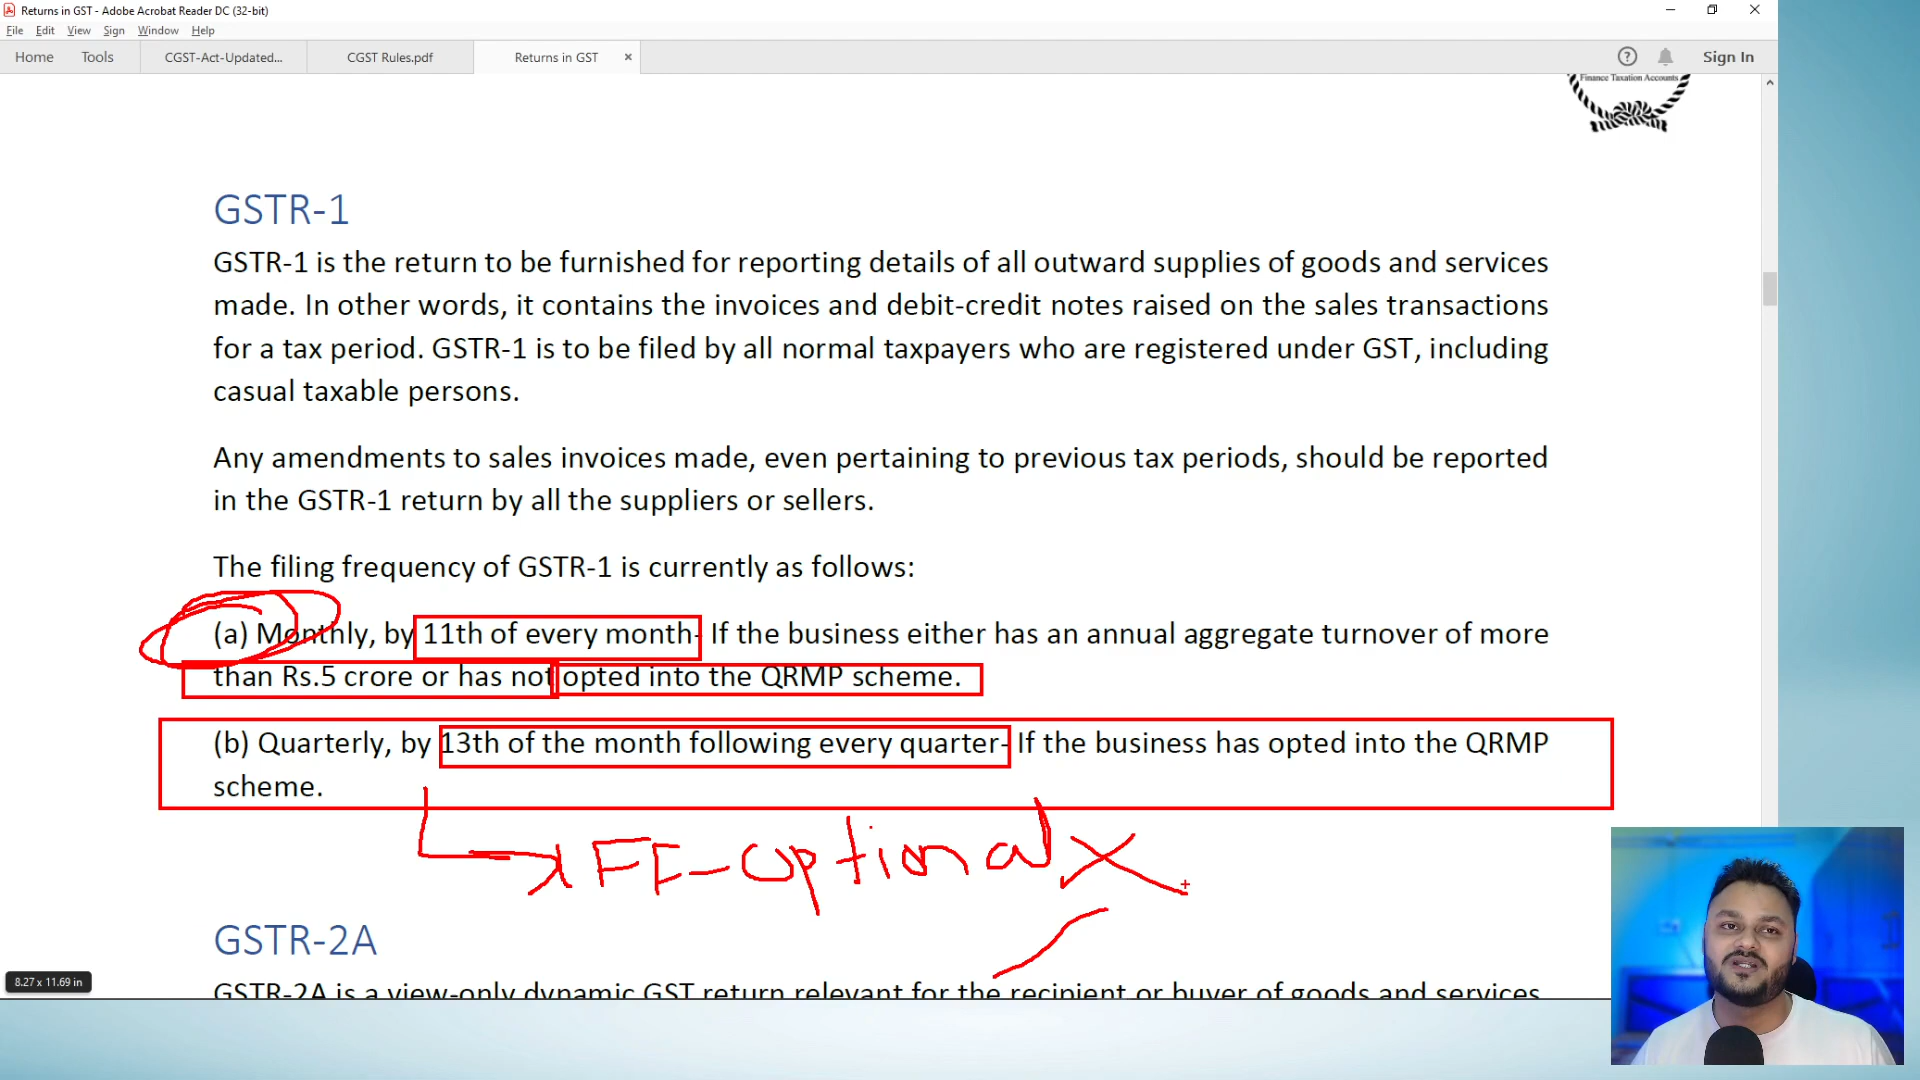 Returns in GST - Adobe Acrobat Reader DC (32-bit)
File Edit View Sign Window Help
Home Tools CGST-Act-Updated... CGST Rules.pdf Returns in GST × Sign In
Finance Taxation Accounts
GSTR-1
GSTR-1 is the return to be furnished for reporting details of all outward supplies of goods and services
made. In other words, it contains the invoices and debit-credit notes raised on the sales transactions
for a tax period. GSTR-1 is to be filed by all normal taxpayers who are registered under GST, including
casual taxable persons.
Any amendments to sales invoices made, even pertaining to previous tax periods, should be reported
in the GSTR-1 return by all the suppliers or sellers.
The filing frequency of GSTR-1 is currently as follows:
(a) Monthly, by 11th of every month- If the business either has an annual aggregate turnover of more
than Rs.5 crore or has not opted into the QRMP scheme.
(b) Quarterly, by 13th of the month following every quarter- If the business has opted into the QRMP
scheme.
-optional
GSTR-2A
8.27 x 11.69 in
GSTR-2A is a view-only dynamic GST return relevant for the recipient or buyer of goods and services.